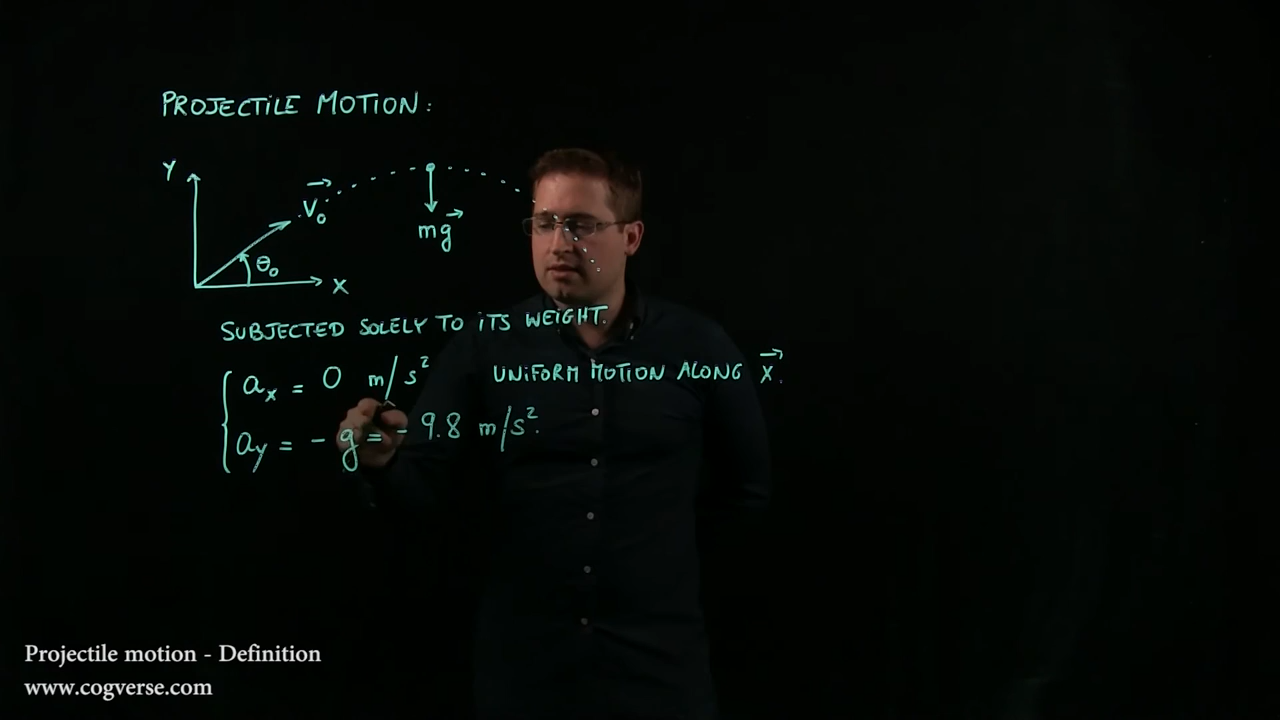 PROJECTILE MOTION:
Y
V₀
mg
θ₀
X
SUBJECTED SOLELY TO ITS WEIGHT.
aₓ = 0 m/s² UNIFORM MOTION ALONG X.
aᵧ = - g = - 9.8 m/s².
Projectile motion - Definition
www.cogverse.com